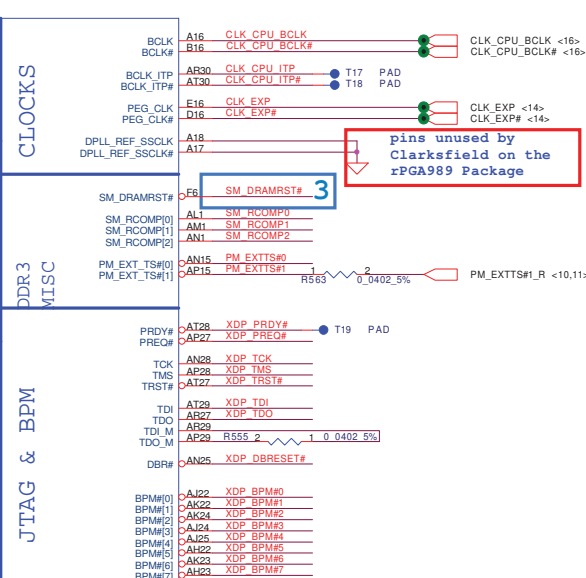 CLOCKS
BCLK A16 CLK_CPU_BCLK CLK_CPU_BCLK <16>
BCLK# B16 CLK_CPU_BCLK# CLK_CPU_BCLK# <16>
BCLK_ITP AR30 CLK_CPU_ITP T17 PAD
BCLK_ITP# AT30 CLK_CPU_ITP# T18 PAD
PEG_CLK E16 CLK_EXP CLK_EXP <14>
PEG_CLK# D16 CLK_EXP# CLK_EXP# <14>
DPLL_REF_SSCLK A18
DPLL_REF_SSCLK# A17
pins unused by
Clarksfield on the
rPGA989 Package
DDR3
MISC
SM_DRAMRST# F6 SM_DRAMRST# 3
SM_RCOMP[0] AL1 SM_RCOMP0
SM_RCOMP[1] AM1 SM_RCOMP1
SM_RCOMP[2] AN1 SM_RCOMP2
PM_EXT_TS#[0] AN15 PM_EXTTS#0
PM_EXT_TS#[1] AP15 PM_EXTTS#1 1 2 PM_EXTTS#1_R <10,11>
R563 0_0402_5%
JTAG & BPM
PRDY# AT28 XDP_PRDY# T19 PAD
PREQ# AP27 XDP_PREQ#
TCK AN28 XDP_TCK
TMS AP28 XDP_TMS
TRST# AT27 XDP_TRST#
TDI AT29 XDP_TDI
TDO AR27 XDP_TDO
TDI_M AR29
TDO_M AP29 R555 2 1 0_0402_5%
DBR# AN25 XDP_DBRESET#
BPM#[0] AJ22 XDP_BPM#0
BPM#[1] AK22 XDP_BPM#1
BPM#[2] AK24 XDP_BPM#2
BPM#[3] AJ24 XDP_BPM#3
BPM#[4] AJ25 XDP_BPM#4
BPM#[5] AH22 XDP_BPM#5
BPM#[6] AK23 XDP_BPM#6
BPM#[7] AH23 XDP_BPM#7